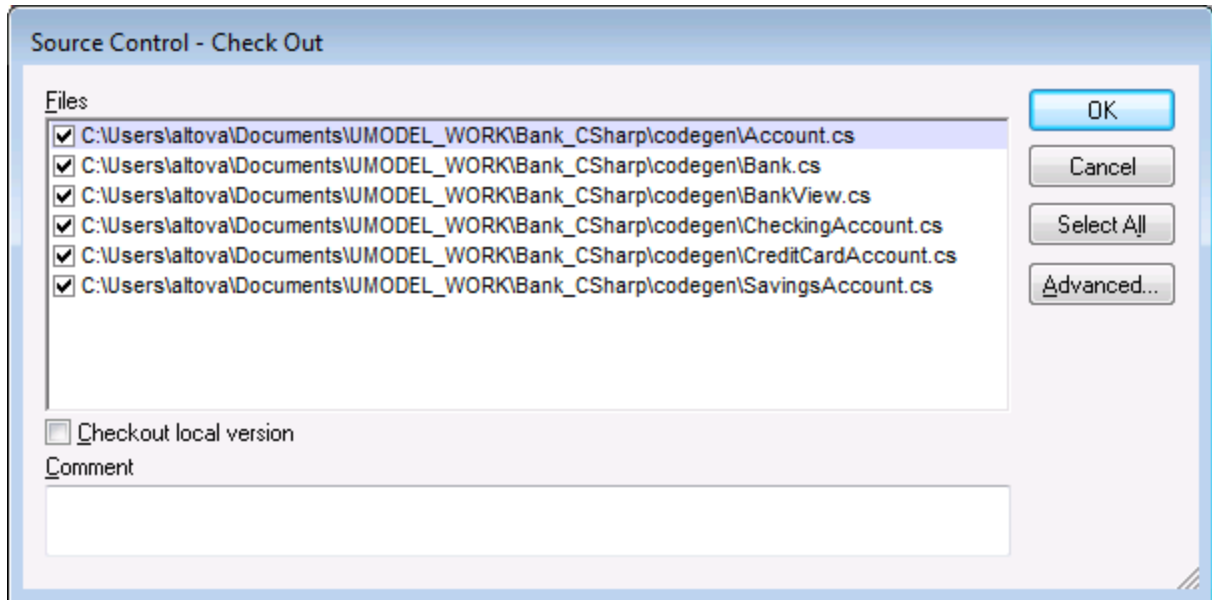 Source Control - Check Out
Files
C:\Users\altova\Documents\UMODEL_WORK\Bank_CSharp\codegen\Account.cs
C:\Users\altova\Documents\UMODEL_WORK\Bank_CSharp\codegen\Bank.cs
C:\Users\altova\Documents\UMODEL_WORK\Bank_CSharp\codegen\BankView.cs
C:\Users\altova\Documents\UMODEL_WORK\Bank_CSharp\codegen\CheckingAccount.cs
C:\Users\altova\Documents\UMODEL_WORK\Bank_CSharp\codegen\CreditCardAccount.cs
C:\Users\altova\Documents\UMODEL_WORK\Bank_CSharp\codegen\SavingsAccount.cs
OK
Cancel
Select All
Advanced...
Checkout local version
Comment